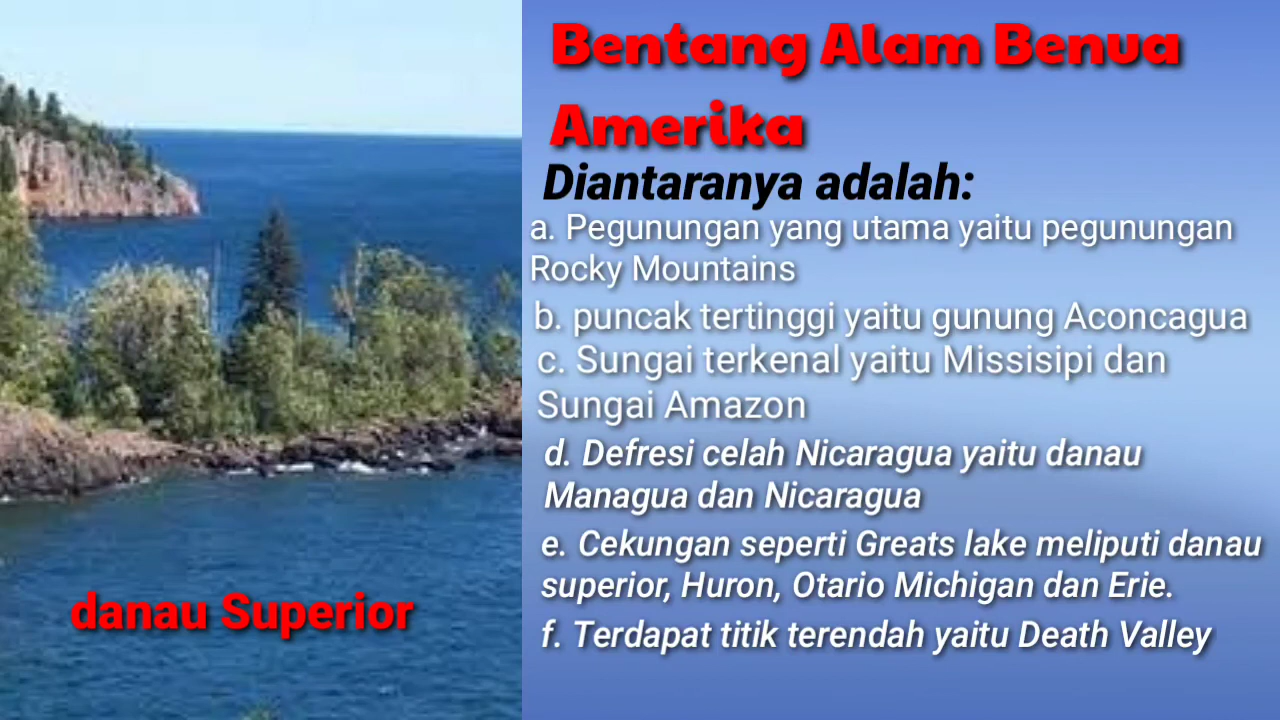 Bentang Alam Benua
Amerika
Diantaranya adalah:
a. Pegunungan yang utama yaitu pegunungan
Rocky Mountains
b. puncak tertinggi yaitu gunung Aconcagua
c. Sungai terkenal yaitu Missisipi dan
Sungai Amazon
d. Defresi celah Nicaragua yaitu danau
Managua dan Nicaragua
e. Cekungan seperti Greats lake meliputi danau
superior, Huron, Otario Michigan dan Erie.
f. Terdapat titik terendah yaitu Death Valley
danau Superior